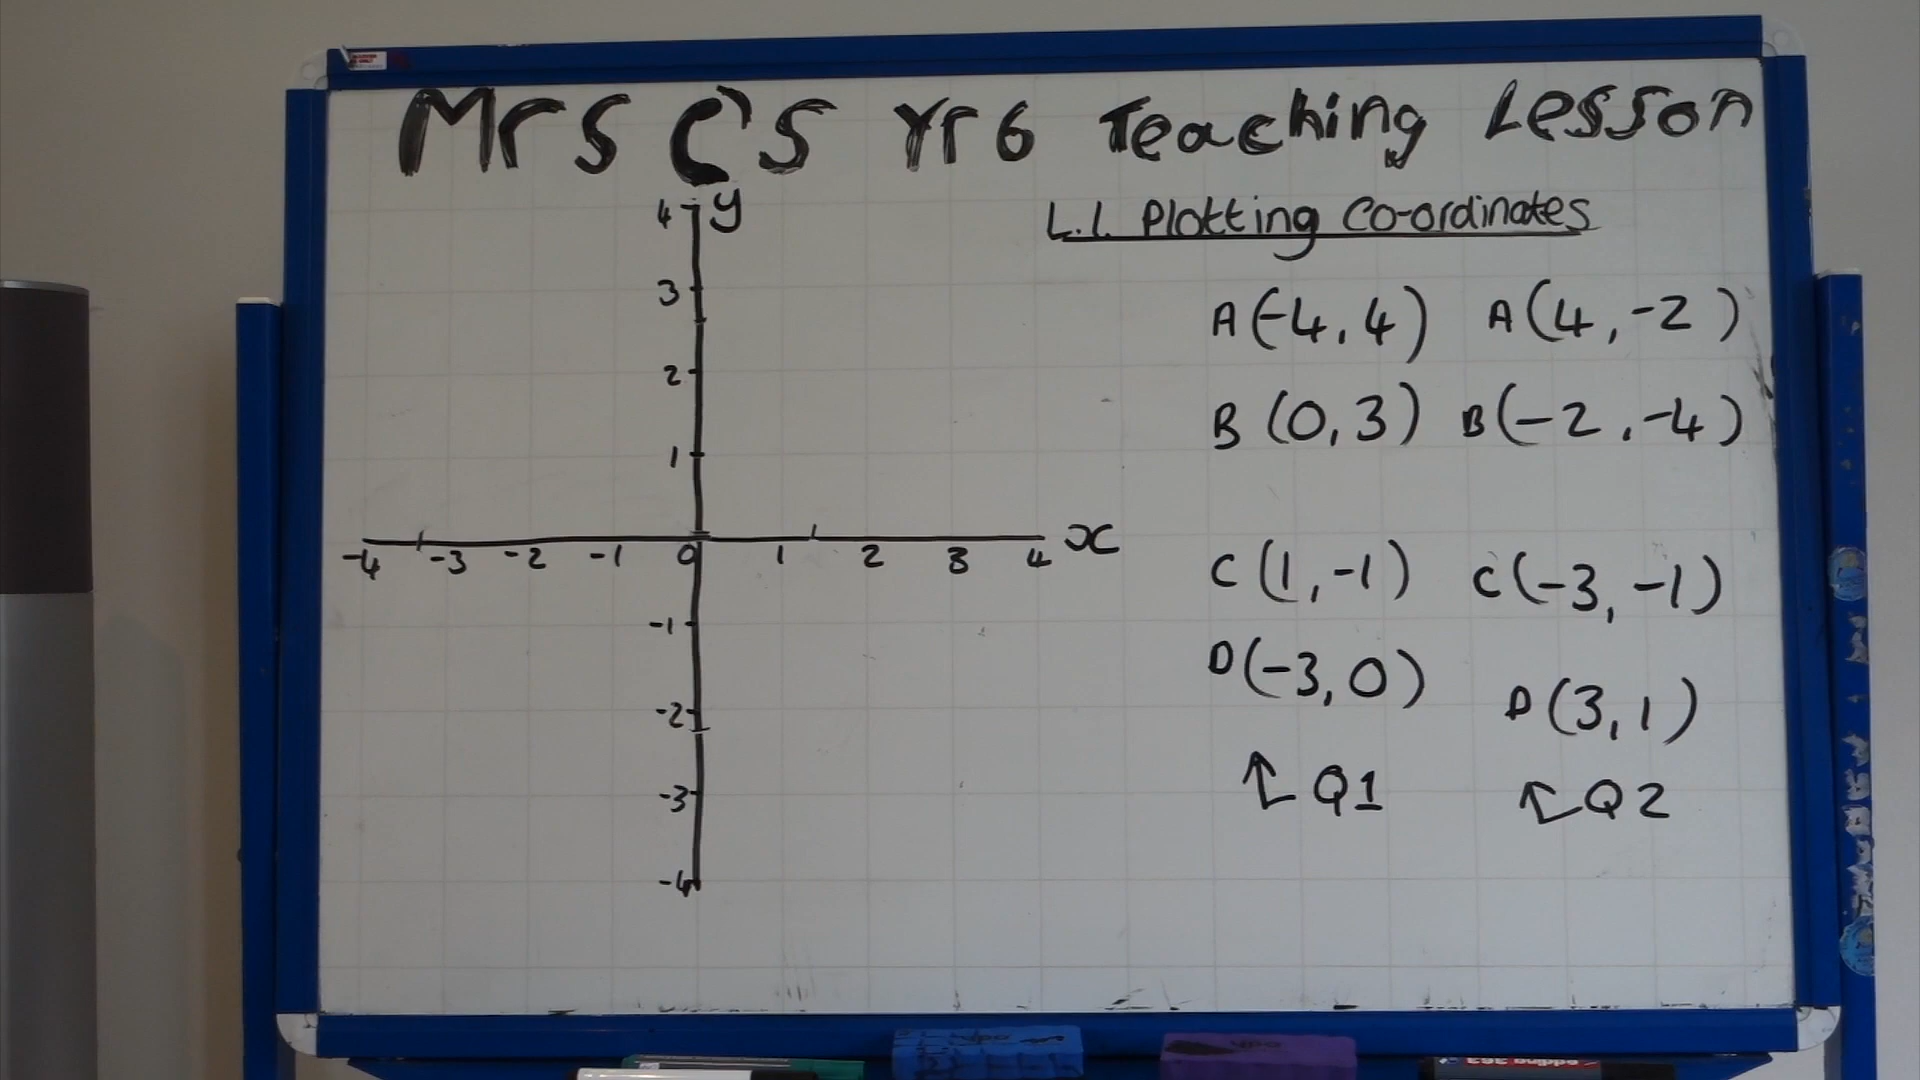 Mrs C's Yr 6 Teaching Lesson
L.I. Plotting Co-ordinates
y
4
3
2
1
-4 -3 -2 -1 0 1 2 3 4 x
-1
-2
-3
-4
A(-4,4) A(4,-2)
B(0,3) B(-2,-4)
C(1,-1) C(-3,-1)
D(-3,0) D(3,1)
Q1 Q2
edding 363